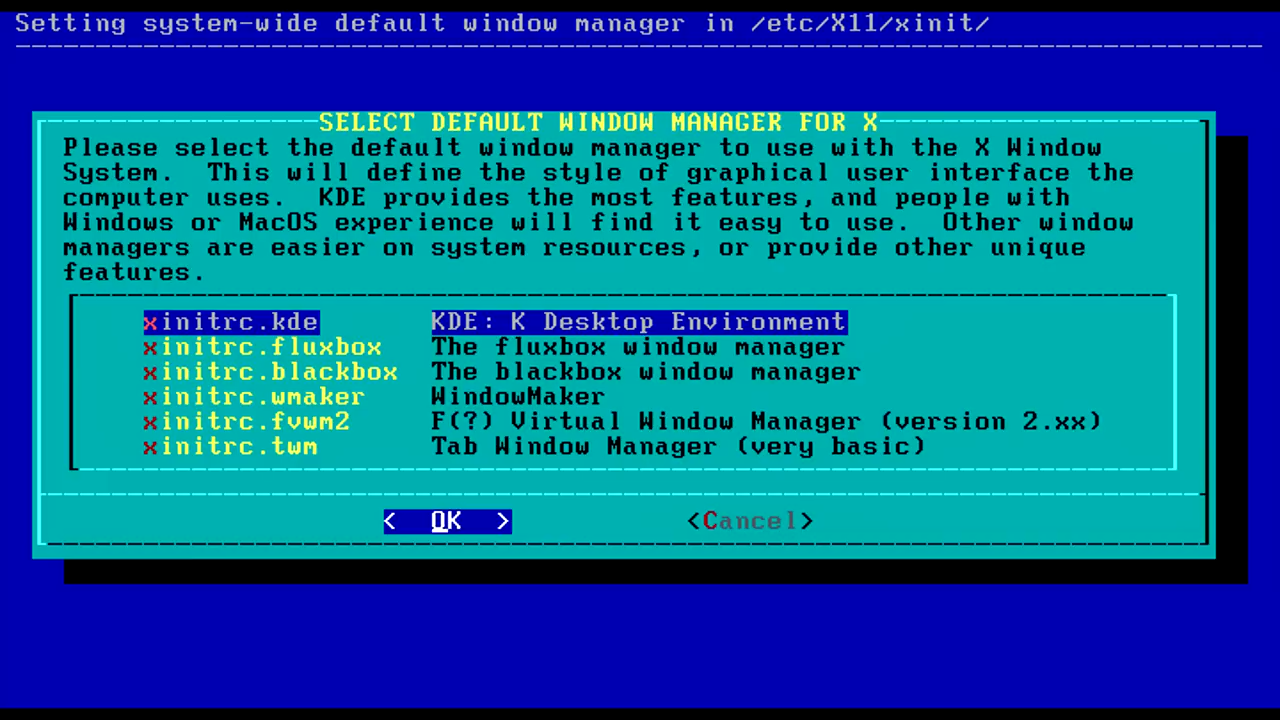 Setting system-wide default window manager in /etc/X11/xinit/
SELECT DEFAULT WINDOW MANAGER FOR X
Please select the default window manager to use with the X Window
System.  This will define the style of graphical user interface the
computer uses.  KDE provides the most features, and people with
Windows or MacOS experience will find it easy to use.  Other window
managers are easier on system resources, or provide other unique
features.
xinitrc.kde KDE: K Desktop Environment
xinitrc.fluxbox The fluxbox window manager
xinitrc.blackbox The blackbox window manager
xinitrc.wmaker WindowMaker
xinitrc.fvwm2 F(?) Virtual Window Manager (version 2.xx)
xinitrc.twm Tab Window Manager (very basic)
< OK > <Cancel>